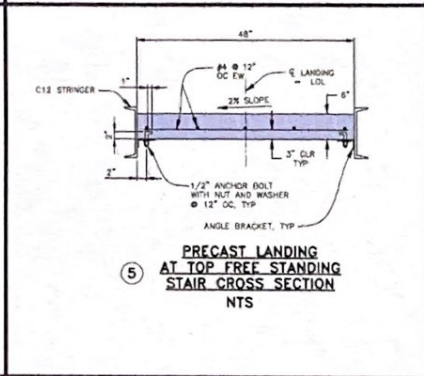 48"
#4 @ 12"
OC EW
℄ LANDING
- LOL
1"
C12 STRINGER
2% SLOPE
6"
2"
3" CLR
TYP
2"
1/2" ANCHOR BOLT
WITH NUT AND WASHER
@ 12" OC, TYP
ANGLE BRACKET, TYP
5
PRECAST LANDING
AT TOP FREE STANDING
STAIR CROSS SECTION
NTS